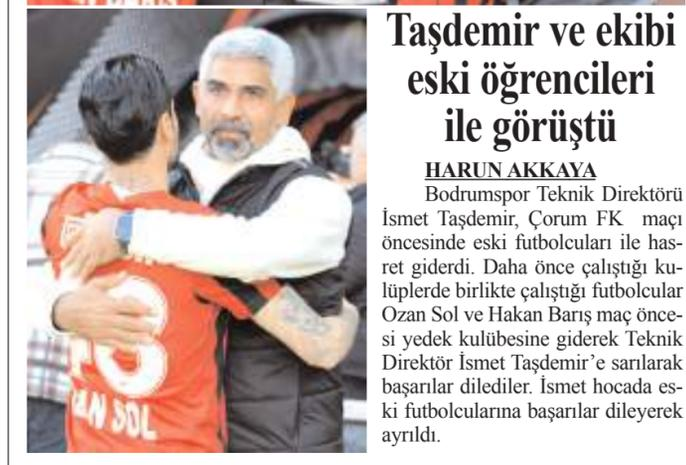 Taşdemir ve ekibi
eski öğrencileri
ile görüştü
HARUN AKKAYA
Bodrumspor Teknik Direktörü
İsmet Taşdemir, Çorum FK maçı
öncesinde eski futbolcuları ile has-
ret giderdi. Daha önce çalıştığı ku-
lüplerde birlikte çalıştığı futbolcular
Ozan Sol ve Hakan Barış maç önce-
si yedek kulübesine giderek Teknik
Direktör İsmet Taşdemir’e sarılarak
başarılar dilediler. İsmet hocada es-
ki futbolcularına başarılar dileyerek
ayrıldı.
AN SOL